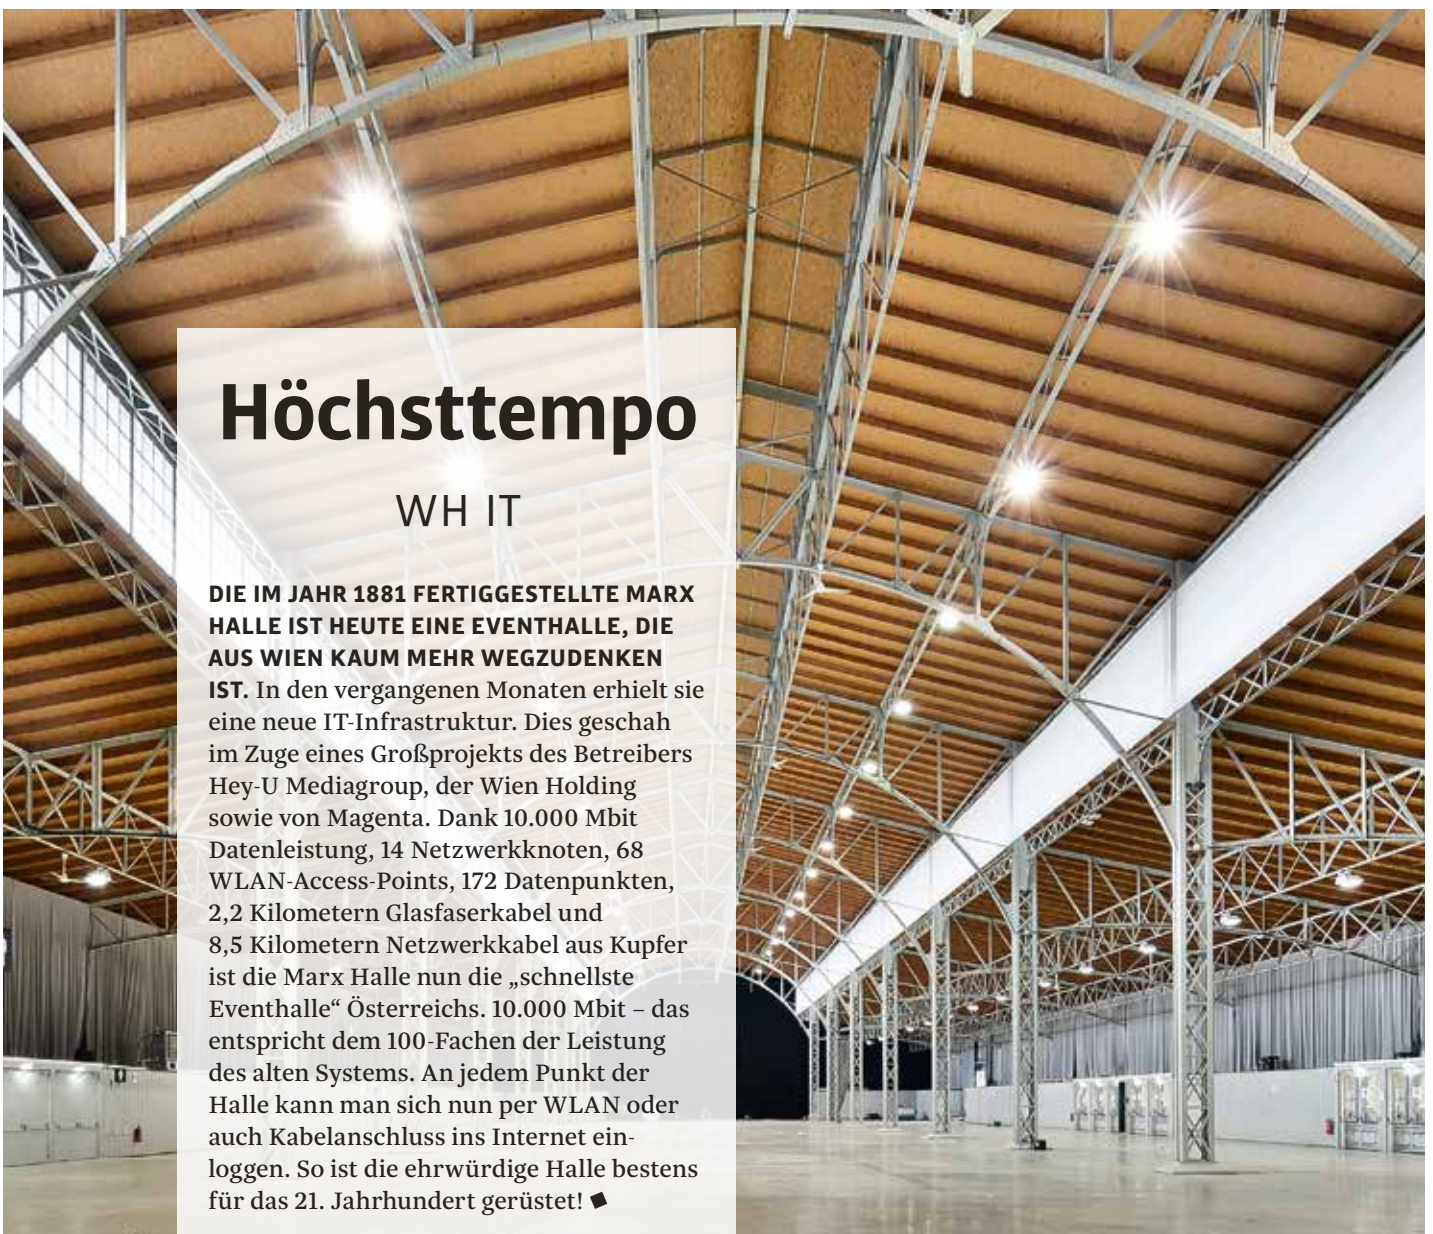 Höchsttempo
WH IT
DIE IM JAHR 1881 FERTIGGESTELLTE MARX
HALLE IST HEUTE EINE EVENTHALLE, DIE
AUS WIEN KAUM MEHR WEGZUDENKEN
IST. In den vergangenen Monaten erhielt sie
eine neue IT-Infrastruktur. Dies geschah
im Zuge eines Großprojekts des Betreibers
Hey-U Mediagroup, der Wien Holding
sowie von Magenta. Dank 10.000 Mbit
Datenleistung, 14 Netzwerkknoten, 68
WLAN-Access-Points, 172 Datenpunkten,
2,2 Kilometern Glasfaserkabel und
8,5 Kilometern Netzwerkkabel aus Kupfer
ist die Marx Halle nun die „schnellste
Eventhalle“ Österreichs. 10.000 Mbit – das
entspricht dem 100-Fachen der Leistung
des alten Systems. An jedem Punkt der
Halle kann man sich nun per WLAN oder
auch Kabelanschluss ins Internet ein-
loggen. So ist die ehrwürdige Halle bestens
für das 21. Jahrhundert gerüstet!